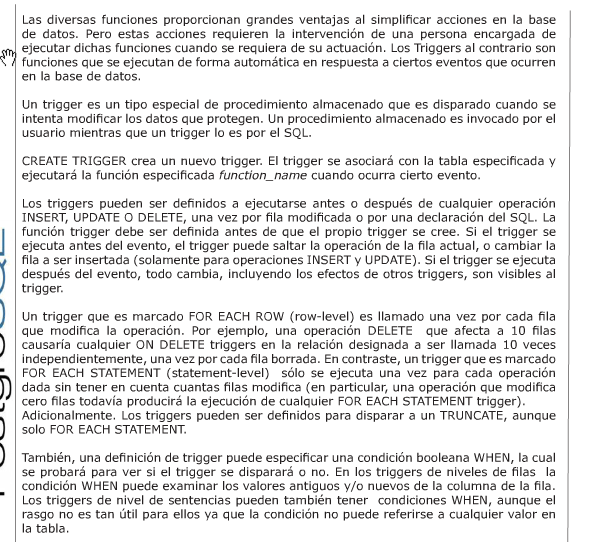 Las diversas funciones proporcionan grandes ventajas al simplificar acciones en la base
de datos. Pero estas acciones requieren la intervención de una persona encargada de
ejecutar dichas funciones cuando se requiera de su actuación. Los Triggers al contrario son
funciones que se ejecutan de forma automática en respuesta a ciertos eventos que ocurren
en la base de datos.
Un trigger es un tipo especial de procedimiento almacenado que es disparado cuando se
intenta modificar los datos que protegen. Un procedimiento almacenado es invocado por el
usuario mientras que un trigger lo es por el SQL.
CREATE TRIGGER crea un nuevo trigger. El trigger se asociará con la tabla especificada y
ejecutará la función especificada function_name cuando ocurra cierto evento.
Los triggers pueden ser definidos a ejecutarse antes o después de cualquier operación
INSERT, UPDATE O DELETE, una vez por fila modificada o por una declaración del SQL. La
función trigger debe ser definida antes de que el propio trigger se cree. Si el trigger se
ejecuta antes del evento, el trigger puede saltar la operación de la fila actual, o cambiar la
fila a ser insertada (solamente para operaciones INSERT y UPDATE). Si el trigger se ejecuta
después del evento, todo cambia, incluyendo los efectos de otros triggers, son visibles al
trigger.
Un trigger que es marcado FOR EACH ROW (row-level) es llamado una vez por cada fila
que modifica la operación. Por ejemplo, una operación DELETE que afecta a 10 filas
causaría cualquier ON DELETE triggers en la relación designada a ser llamada 10 veces
independientemente, una vez por cada fila borrada. En contraste, un trigger que es marcado
FOR EACH STATEMENT (statement-level) sólo se ejecuta una vez para cada operación
dada sin tener en cuenta cuantas filas modifica (en particular, una operación que modifica
cero filas todavía producirá la ejecución de cualquier FOR EACH STATEMENT trigger).
Adicionalmente. Los triggers pueden ser definidos para disparar a un TRUNCATE, aunque
solo FOR EACH STATEMENT.
También, una definición de trigger puede especificar una condición booleana WHEN, la cual
se probará para ver si el trigger se disparará o no. En los triggers de niveles de filas la
condición WHEN puede examinar los valores antiguos y/o nuevos de la columna de la fila.
Los triggers de nivel de sentencias pueden también tener condiciones WHEN, aunque el
rasgo no es tan útil para ellos ya que la condición no puede referirse a cualquier valor en
la tabla.